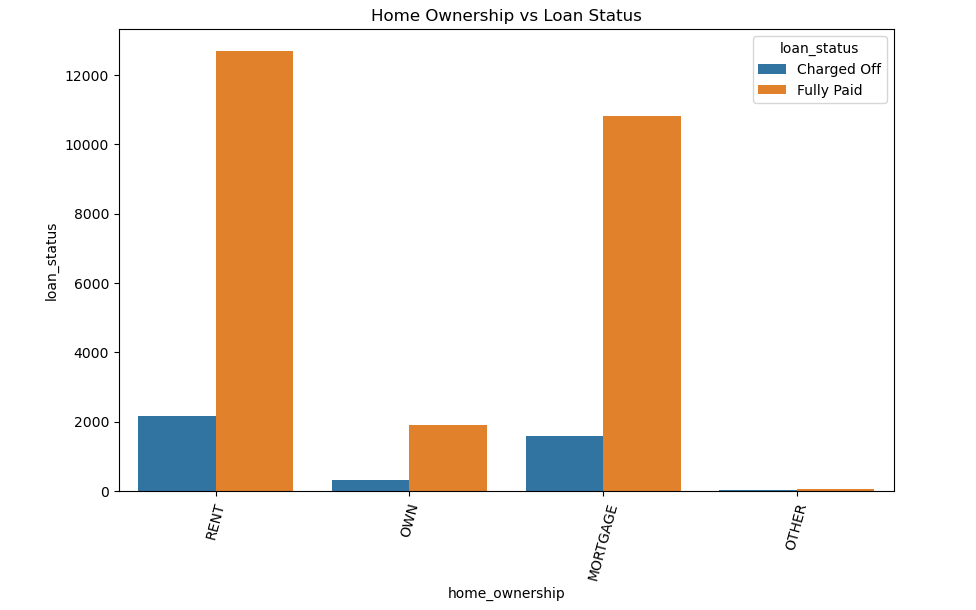 Home Ownership vs Loan Status
loan_status
Charged Off
Fully Paid
12000
10000
8000
6000
4000
2000
0
loan_status
RENT
OWN
MORTGAGE
OTHER
home_ownership